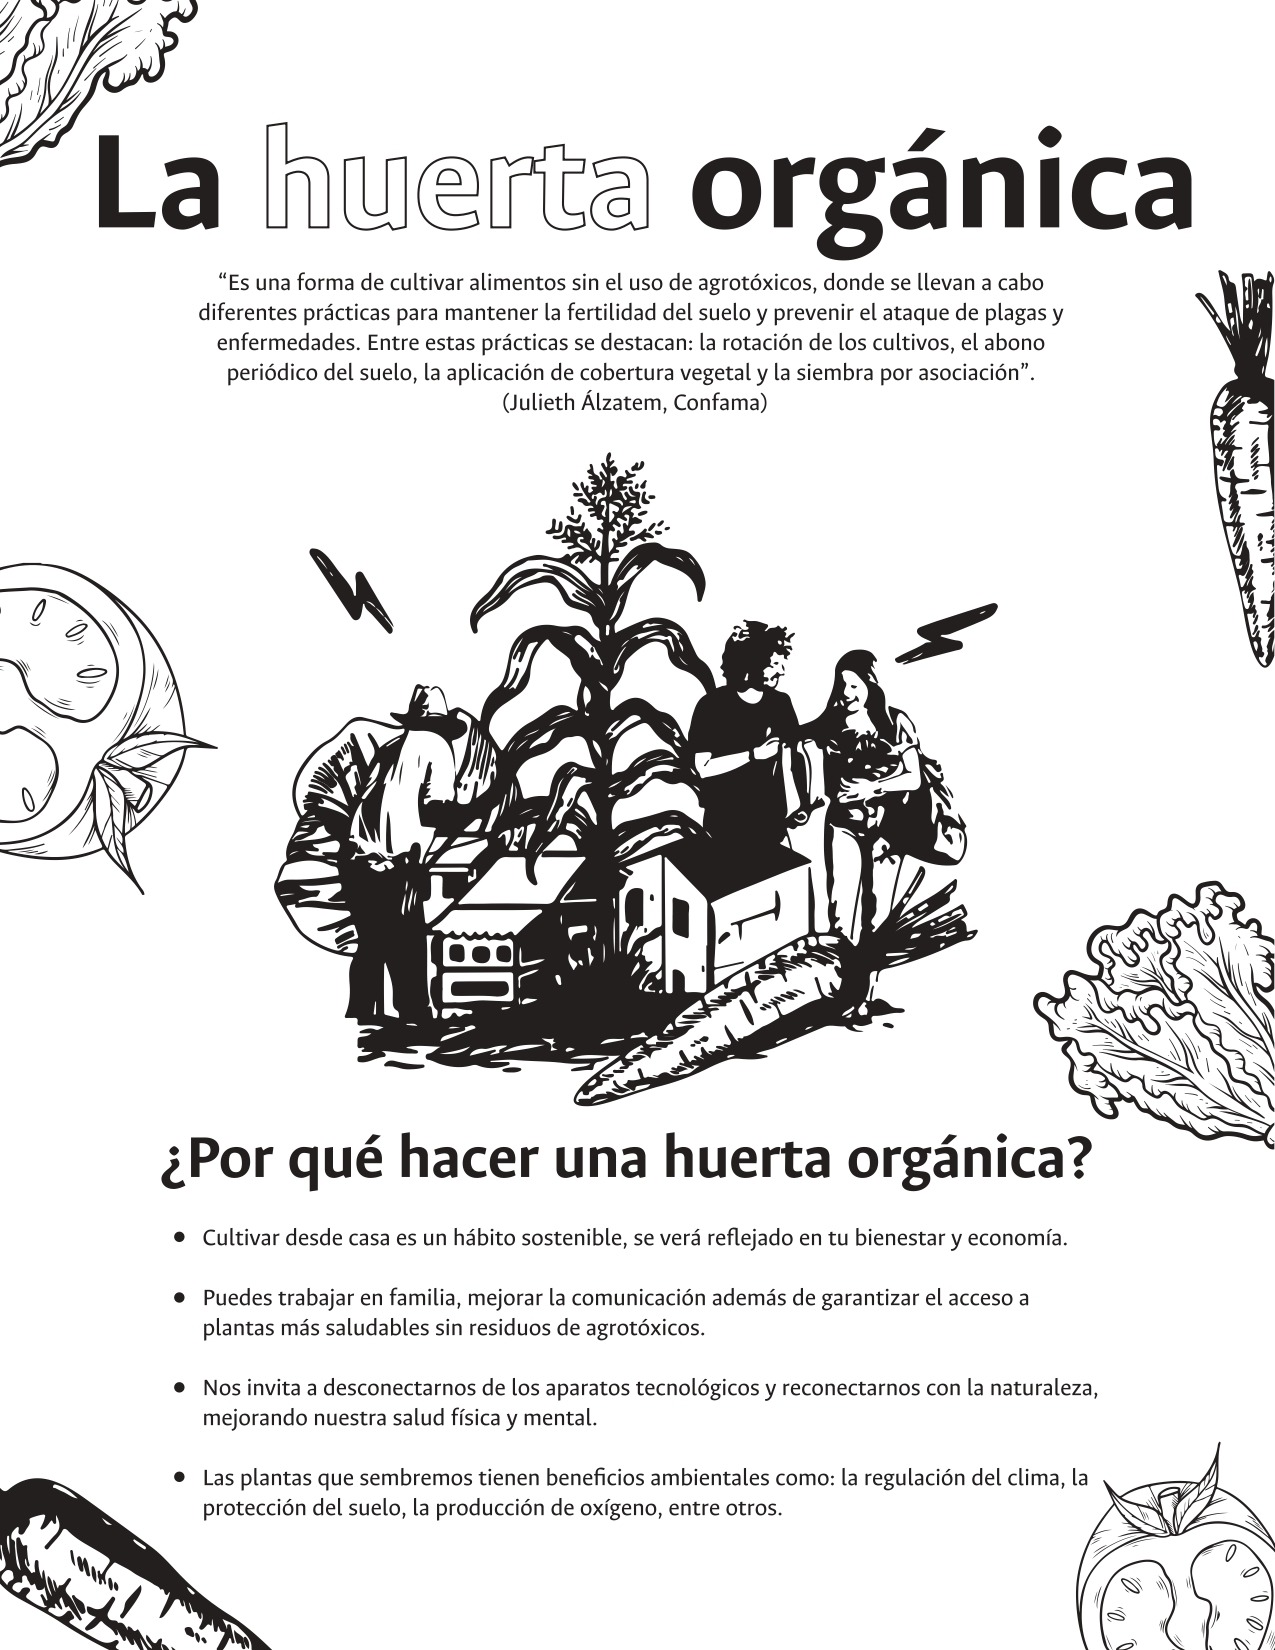 La huerta orgánica
“Es una forma de cultivar alimentos sin el uso de agrotóxicos, donde se llevan a cabo
diferentes prácticas para mantener la fertilidad del suelo y prevenir el ataque de plagas y
enfermedades. Entre estas prácticas se destacan: la rotación de los cultivos, el abono
periódico del suelo, la aplicación de cobertura vegetal y la siembra por asociación”.
(Julieth Álzatem, Confama)
¿Por qué hacer una huerta orgánica?
● Cultivar desde casa es un hábito sostenible, se verá reflejado en tu bienestar y economía.
● Puedes trabajar en familia, mejorar la comunicación además de garantizar el acceso a
plantas más saludables sin residuos de agrotóxicos.
● Nos invita a desconectarnos de los aparatos tecnológicos y reconectarnos con la naturaleza,
mejorando nuestra salud física y mental.
● Las plantas que sembremos tienen beneficios ambientales como: la regulación del clima, la
protección del suelo, la producción de oxígeno, entre otros.